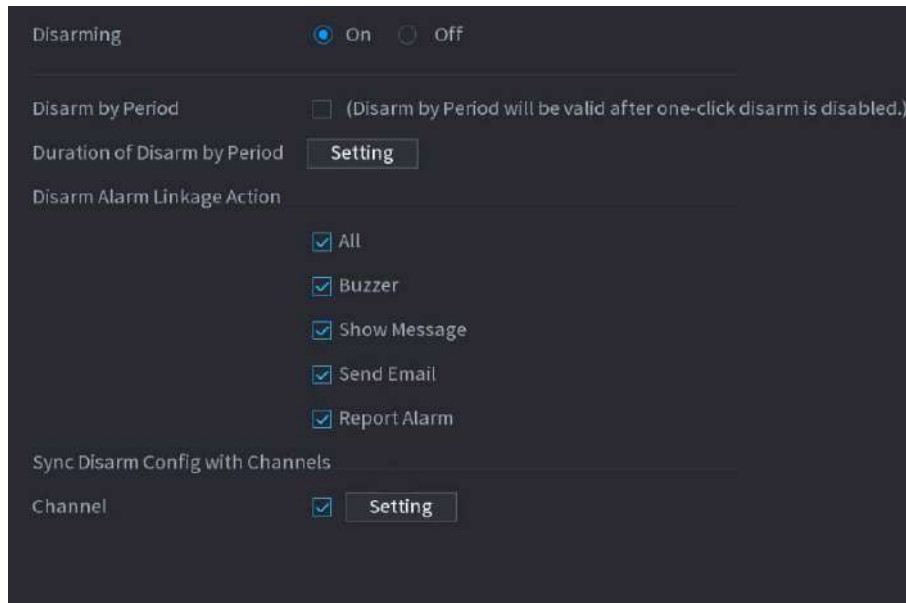 Disarming On Off
Disarm by Period (Disarm by Period will be valid after one-click disarm is disabled.)
Duration of Disarm by Period Setting
Disarm Alarm Linkage Action
All
Buzzer
Show Message
Send Email
Report Alarm
Sync Disarm Config with Channels
Channel Setting